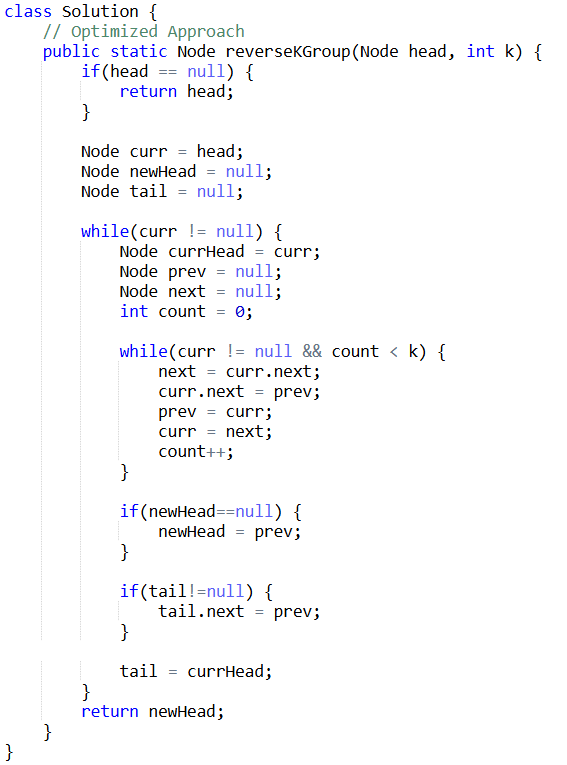 class Solution {
    // Optimized Approach
    public static Node reverseKGroup(Node head, int k) {
        if(head == null) {
            return head;
        }

        Node curr = head;
        Node newHead = null;
        Node tail = null;

        while(curr != null) {
            Node currHead = curr;
            Node prev = null;
            Node next = null;
            int count = 0;

            while(curr != null && count < k) {
                next = curr.next;
                curr.next = prev;
                prev = curr;
                curr = next;
                count++;
            }

            if(newHead==null) {
                newHead = prev;
            }

            if(tail!=null) {
                tail.next = prev;
            }

            tail = currHead;
        }
        return newHead;
    }
}